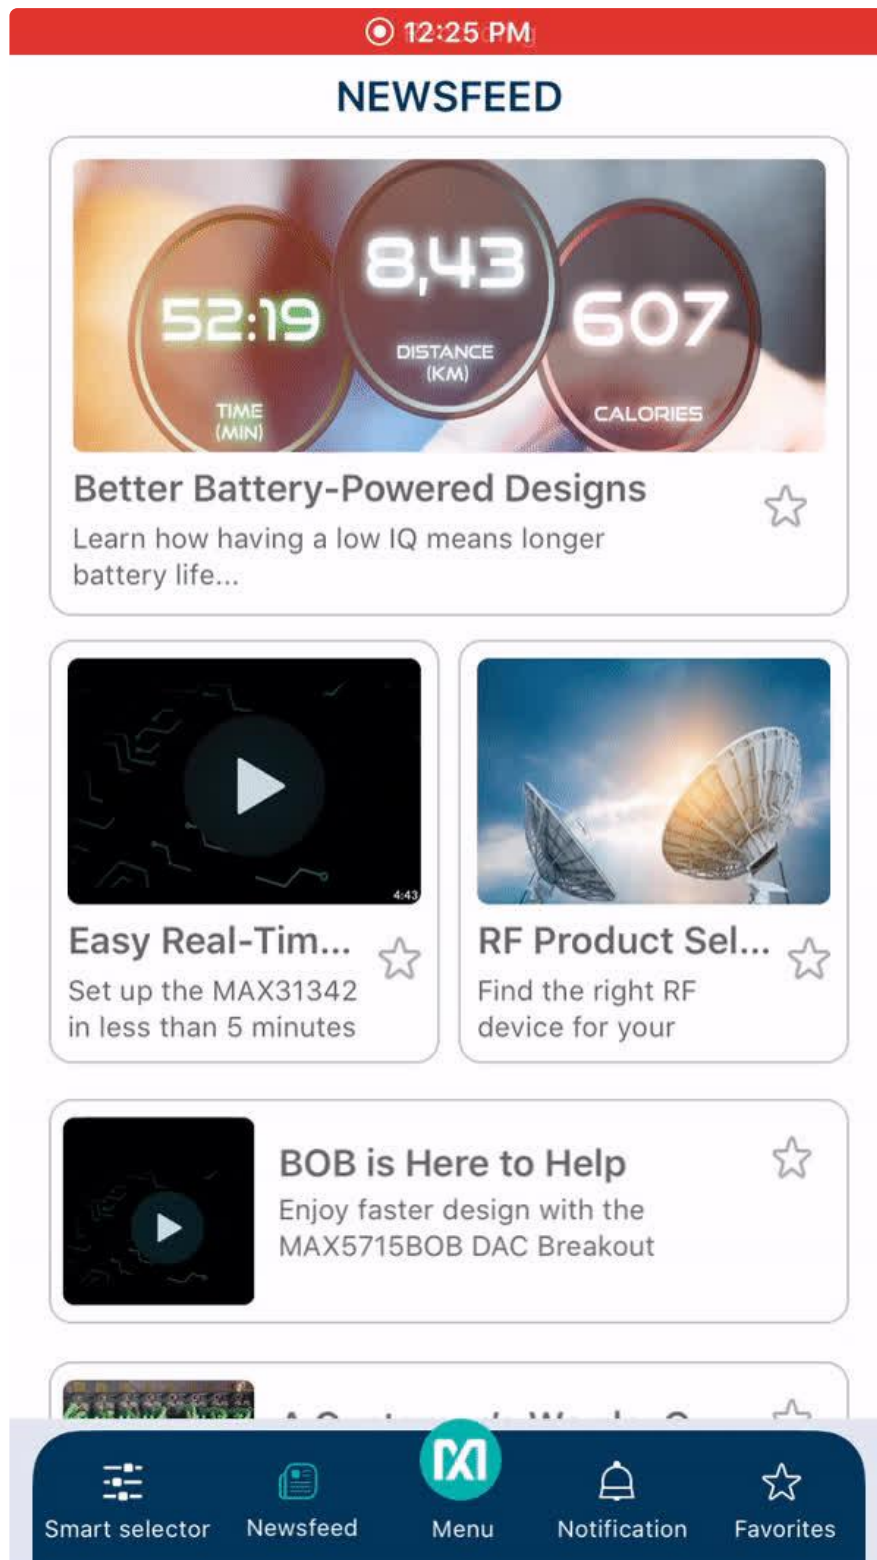 12:25 PM
NEWSFEED
52:19
TIME
(MIN)
8,43
DISTANCE
(KM)
607
CALORIES
Better Battery-Powered Designs
Learn how having a low IQ means longer
battery life...
4:43
Easy Real-Tim...
Set up the MAX31342
in less than 5 minutes
RF Product Sel...
Find the right RF
device for your
BOB is Here to Help
Enjoy faster design with the
MAX5715BOB DAC Breakout
Smart selector
Newsfeed
Menu
Notification
Favorites